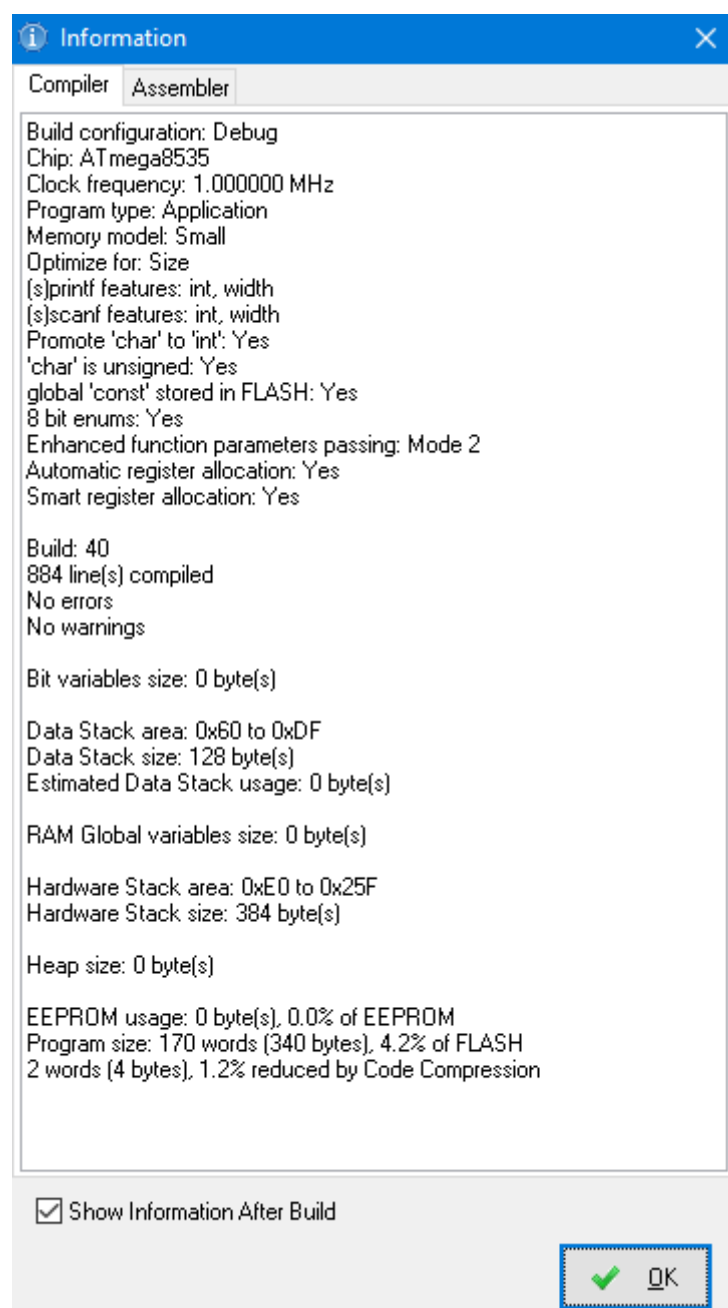 Information
Compiler
Assembler
Build configuration: Debug
Chip: ATmega8535
Clock frequency: 1.000000 MHz
Program type: Application
Memory model: Small
Optimize for: Size
(s)printf features: int, width
(s)scanf features: int, width
Promote 'char' to 'int': Yes
'char' is unsigned: Yes
global 'const' stored in FLASH: Yes
8 bit enums: Yes
Enhanced function parameters passing: Mode 2
Automatic register allocation: Yes
Smart register allocation: Yes
Build: 40
884 line(s) compiled
No errors
No warnings
Bit variables size: 0 byte(s)
Data Stack area: 0x60 to 0xDF
Data Stack size: 128 byte(s)
Estimated Data Stack usage: 0 byte(s)
RAM Global variables size: 0 byte(s)
Hardware Stack area: 0xE0 to 0x25F
Hardware Stack size: 384 byte(s)
Heap size: 0 byte(s)
EEPROM usage: 0 byte(s), 0.0% of EEPROM
Program size: 170 words (340 bytes), 4.2% of FLASH
2 words (4 bytes), 1.2% reduced by Code Compression
Show Information After Build
OK